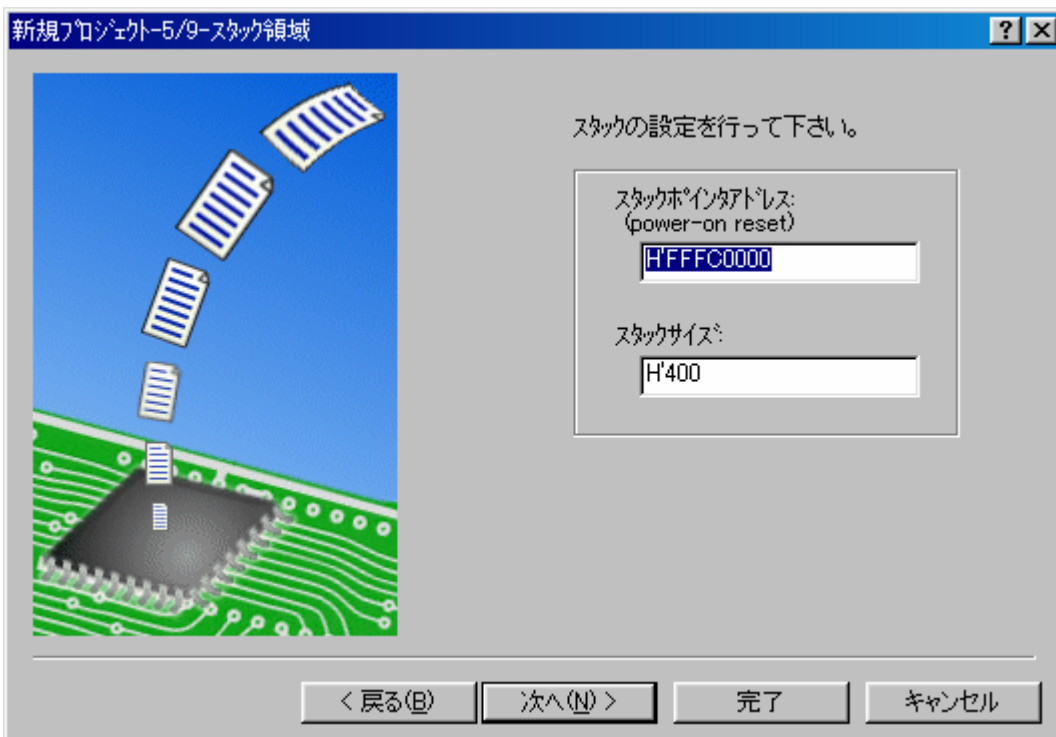 新規ﾌﾟﾛｼﾞｪｸﾄ-5/9-ｽﾀｯｸ領域
ｽﾀｯｸの設定を行って下さい。
ｽﾀｯｸﾎﾟｲﾝﾀｱﾄﾞﾚｽ:
(power-on reset)
H'FFFC0000
ｽﾀｯｸｻｲｽﾞ:
H'400
< 戻る(B)
次へ(N) >
完了
キャンセル